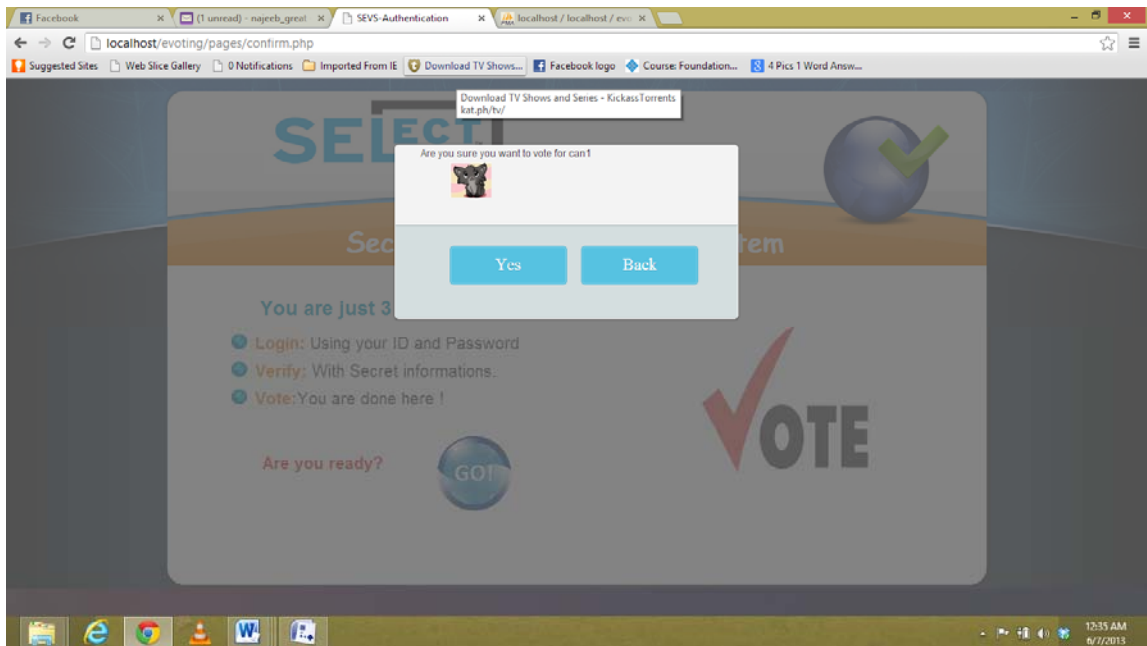 Facebook
(1 unread) - najeeb_great
SEVS-Authentication
localhost / localhost / evo
localhost/evoting/pages/confirm.php
Suggested Sites
Web Slice Gallery
0 Notifications
Imported From IE
Download TV Shows...
Facebook logo
Course: Foundation...
4 Pics 1 Word Answ...
Download TV Shows and Series - KickassTorrents
kat.ph/tv/
SELECT
Are you sure you want to vote for can1
Sec
tem
Yes
Back
You are just 3
Login: Using your ID and Password
Verify: With Secret informations.
Vote:You are done here !
Are you ready?
GO!
VOTE
12:35 AM
6/7/2013